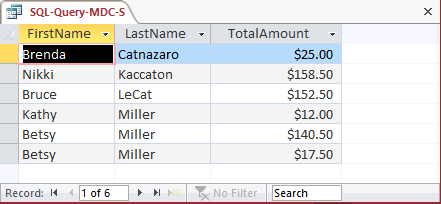 SQL-Query-MDC-S
FirstName LastName TotalAmount
Brenda Catnazaro $25.00
Nikki Kaccaton $158.50
Bruce LeCat $152.50
Kathy Miller $12.00
Betsy Miller $140.50
Betsy Miller $17.50
Record: 1 of 6 No Filter Search